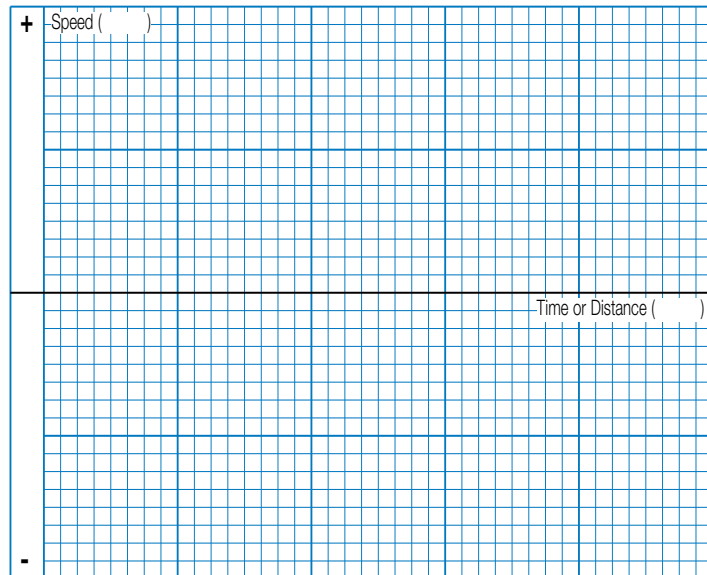 + Speed ( )
Time or Distance ( )
-